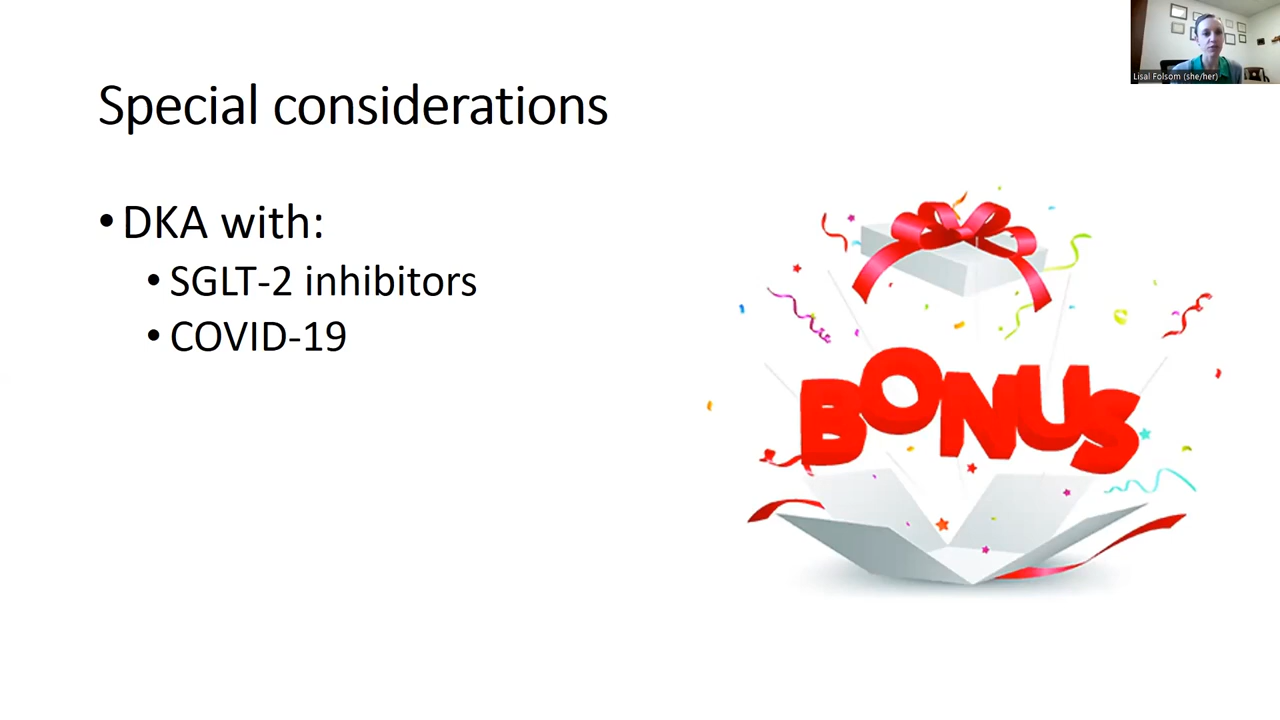 Lisal Folsom (she/her)
Special considerations
• DKA with:
• SGLT-2 inhibitors
• COVID-19
BONUS